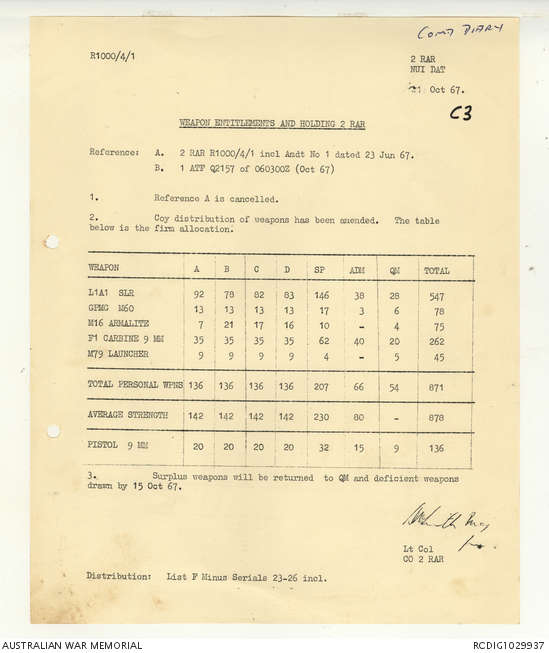 COMD DIARY
R1000/4/1
2 RAR
NUI DAT
21 Oct 67.
C3
WEAPON ENTITLEMENTS AND HOLDING 2 RAR
Reference: A. 2 RAR R1000/4/1 incl Amdt No 1 dated 23 Jun 67.
B. 1 ATF Q2157 of 060300Z (Oct 67)
1. Reference A is cancelled.
2. Coy distribution of weapons has been amended. The table
below is the firm allocation.
WEAPON A B C D SP ADM QM TOTAL
L1A1 SLR 92 78 82 83 146 38 28 547
GPMG M60 13 13 13 13 17 3 6 78
M16 ARMALITE 7 21 17 16 10 - 4 75
F1 CARBINE 9 MM 35 35 35 35 62 40 20 262
M79 LAUNCHER 9 9 9 9 4 - 5 45
TOTAL PERSONAL WPNS 136 136 136 136 207 66 54 871
AVERAGE STRENGTH 142 142 142 142 230 80 - 878
PISTOL 9 MM 20 20 20 20 32 15 9 136
3. Surplus weapons will be returned to QM and deficient weapons
drawn by 15 Oct 67.
Maj
for
Lt Col
CO 2 RAR
Distribution: List F Minus Serials 23-26 incl.
AUSTRALIAN WAR MEMORIAL
RCDIG1029937